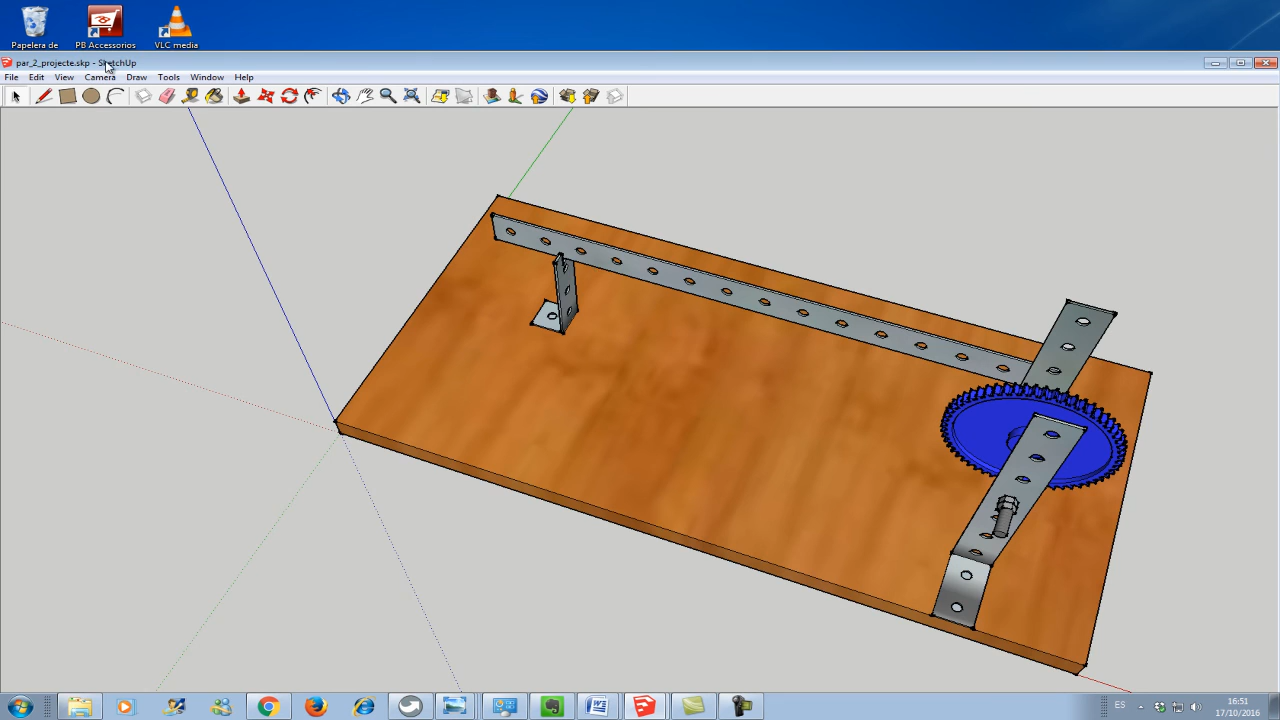 Papelera de
PB Accessorios
VLC media
par_2_projecte.skp - SketchUp
File Edit View Camera Draw Tools Window Help
ES
16:51
17/10/2016